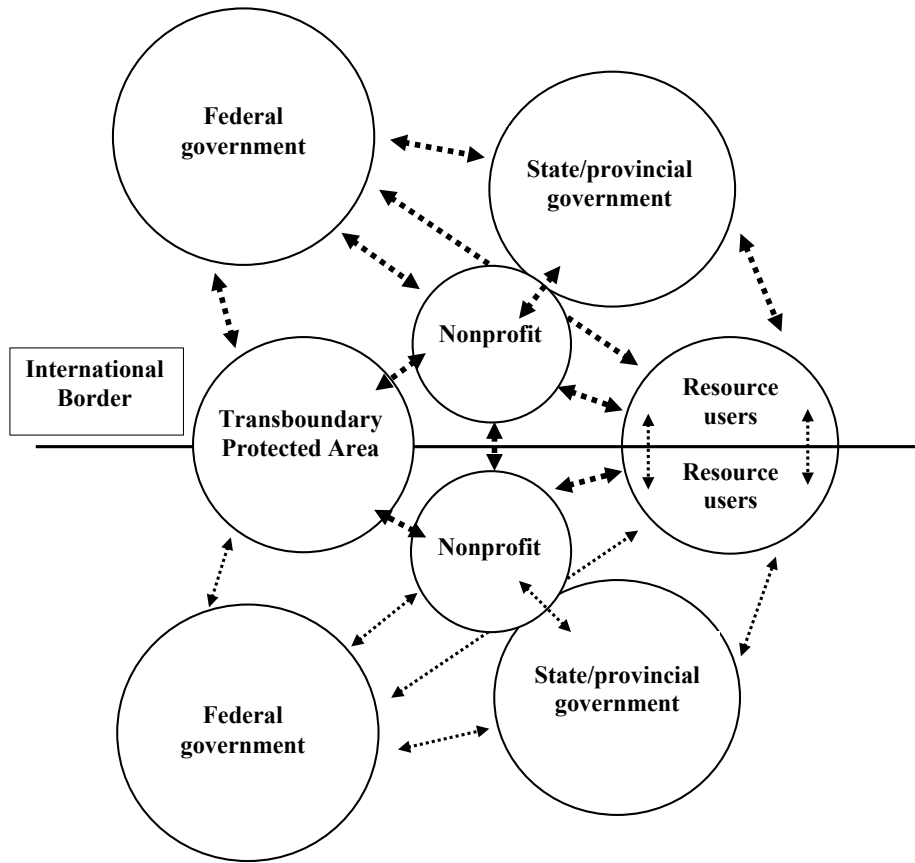 Federal
government
State/provincial
government
Nonprofit
International
Border
Transboundary
Protected Area
Resource
users
Resource
users
Nonprofit
State/provincial
government
Federal
government